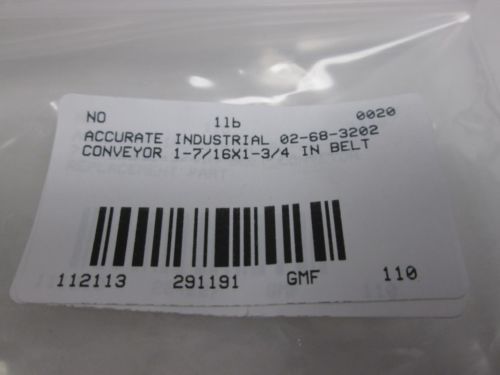 NO 11b 0020
ACCURATE INDUSTRIAL 02-68-3202
CONVEYOR 1-7/16X1-3/4 IN BELT
REPLACEMENT PART
112113 291191 GMF 110